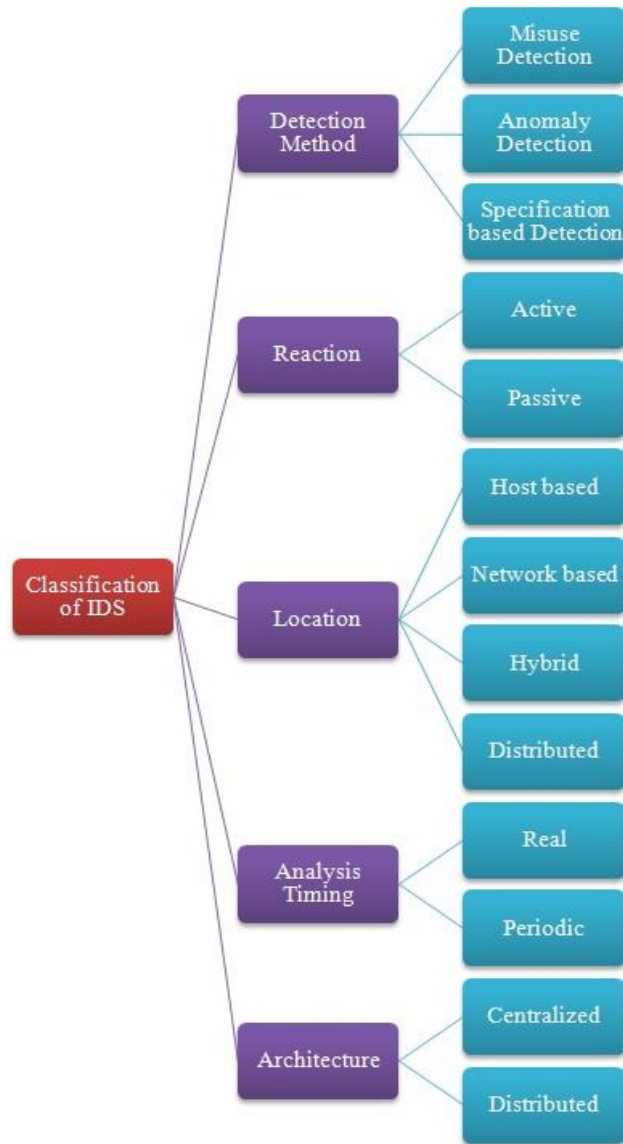 Classification
of IDS
Detection
Method
Misuse
Detection
Anomaly
Detection
Specification
based Detection
Reaction
Active
Passive
Location
Host based
Network based
Hybrid
Distributed
Analysis
Timing
Real
Periodic
Architecture
Centralized
Distributed